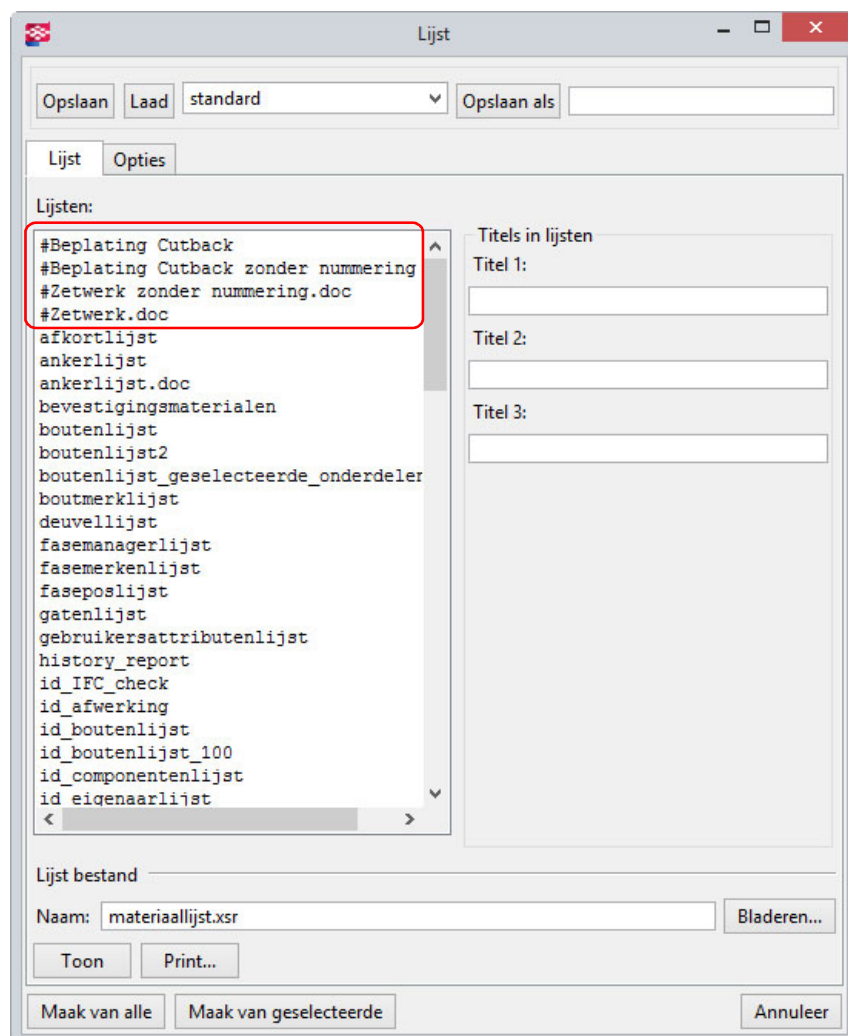 Lijst
Opslaan Laad standard Opslaan als
Lijst Opties
Lijsten:
#Beplating Cutback
#Beplating Cutback zonder nummering
#Zetwerk zonder nummering.doc
#Zetwerk.doc
afkortlijst
ankerlijst
ankerlijst.doc
bevestigingsmaterialen
boutenlijst
boutenlijst2
boutenlijst_geselecteerde_onderdelen
boutmerklijst
deuvellijst
fasemanagerlijst
fasemerkenlijst
faseposlijst
gatenlijst
gebruikersattributenlijst
history_report
id_IFC_check
id_afwerking
id_boutenlijst
id_boutenlijst_100
id_componentenlijst
id_eigenaarlijst
Titels in lijsten
Titel 1:
Titel 2:
Titel 3:
Lijst bestand
Naam: materiaallijst.xsr Bladeren...
Toon Print...
Maak van alle Maak van geselecteerde Annuleer